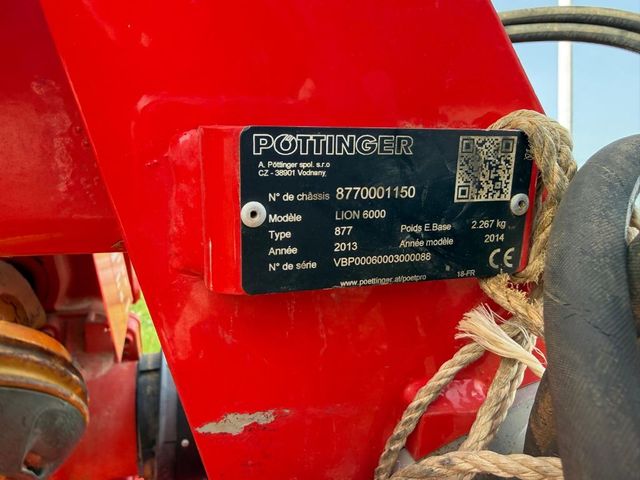 PÖTTINGER
A. Pöttinger spol. s.r.o
CZ - 38901 Vodnany
N° de châssis 8770001150
Modèle LION 6000
Type 877 Poids E.Base 2.267 kg
Année 2013 Année modèle 2014
N° de série VBP00060003000088
CE
www.poettinger.at/poetpro 18-FR